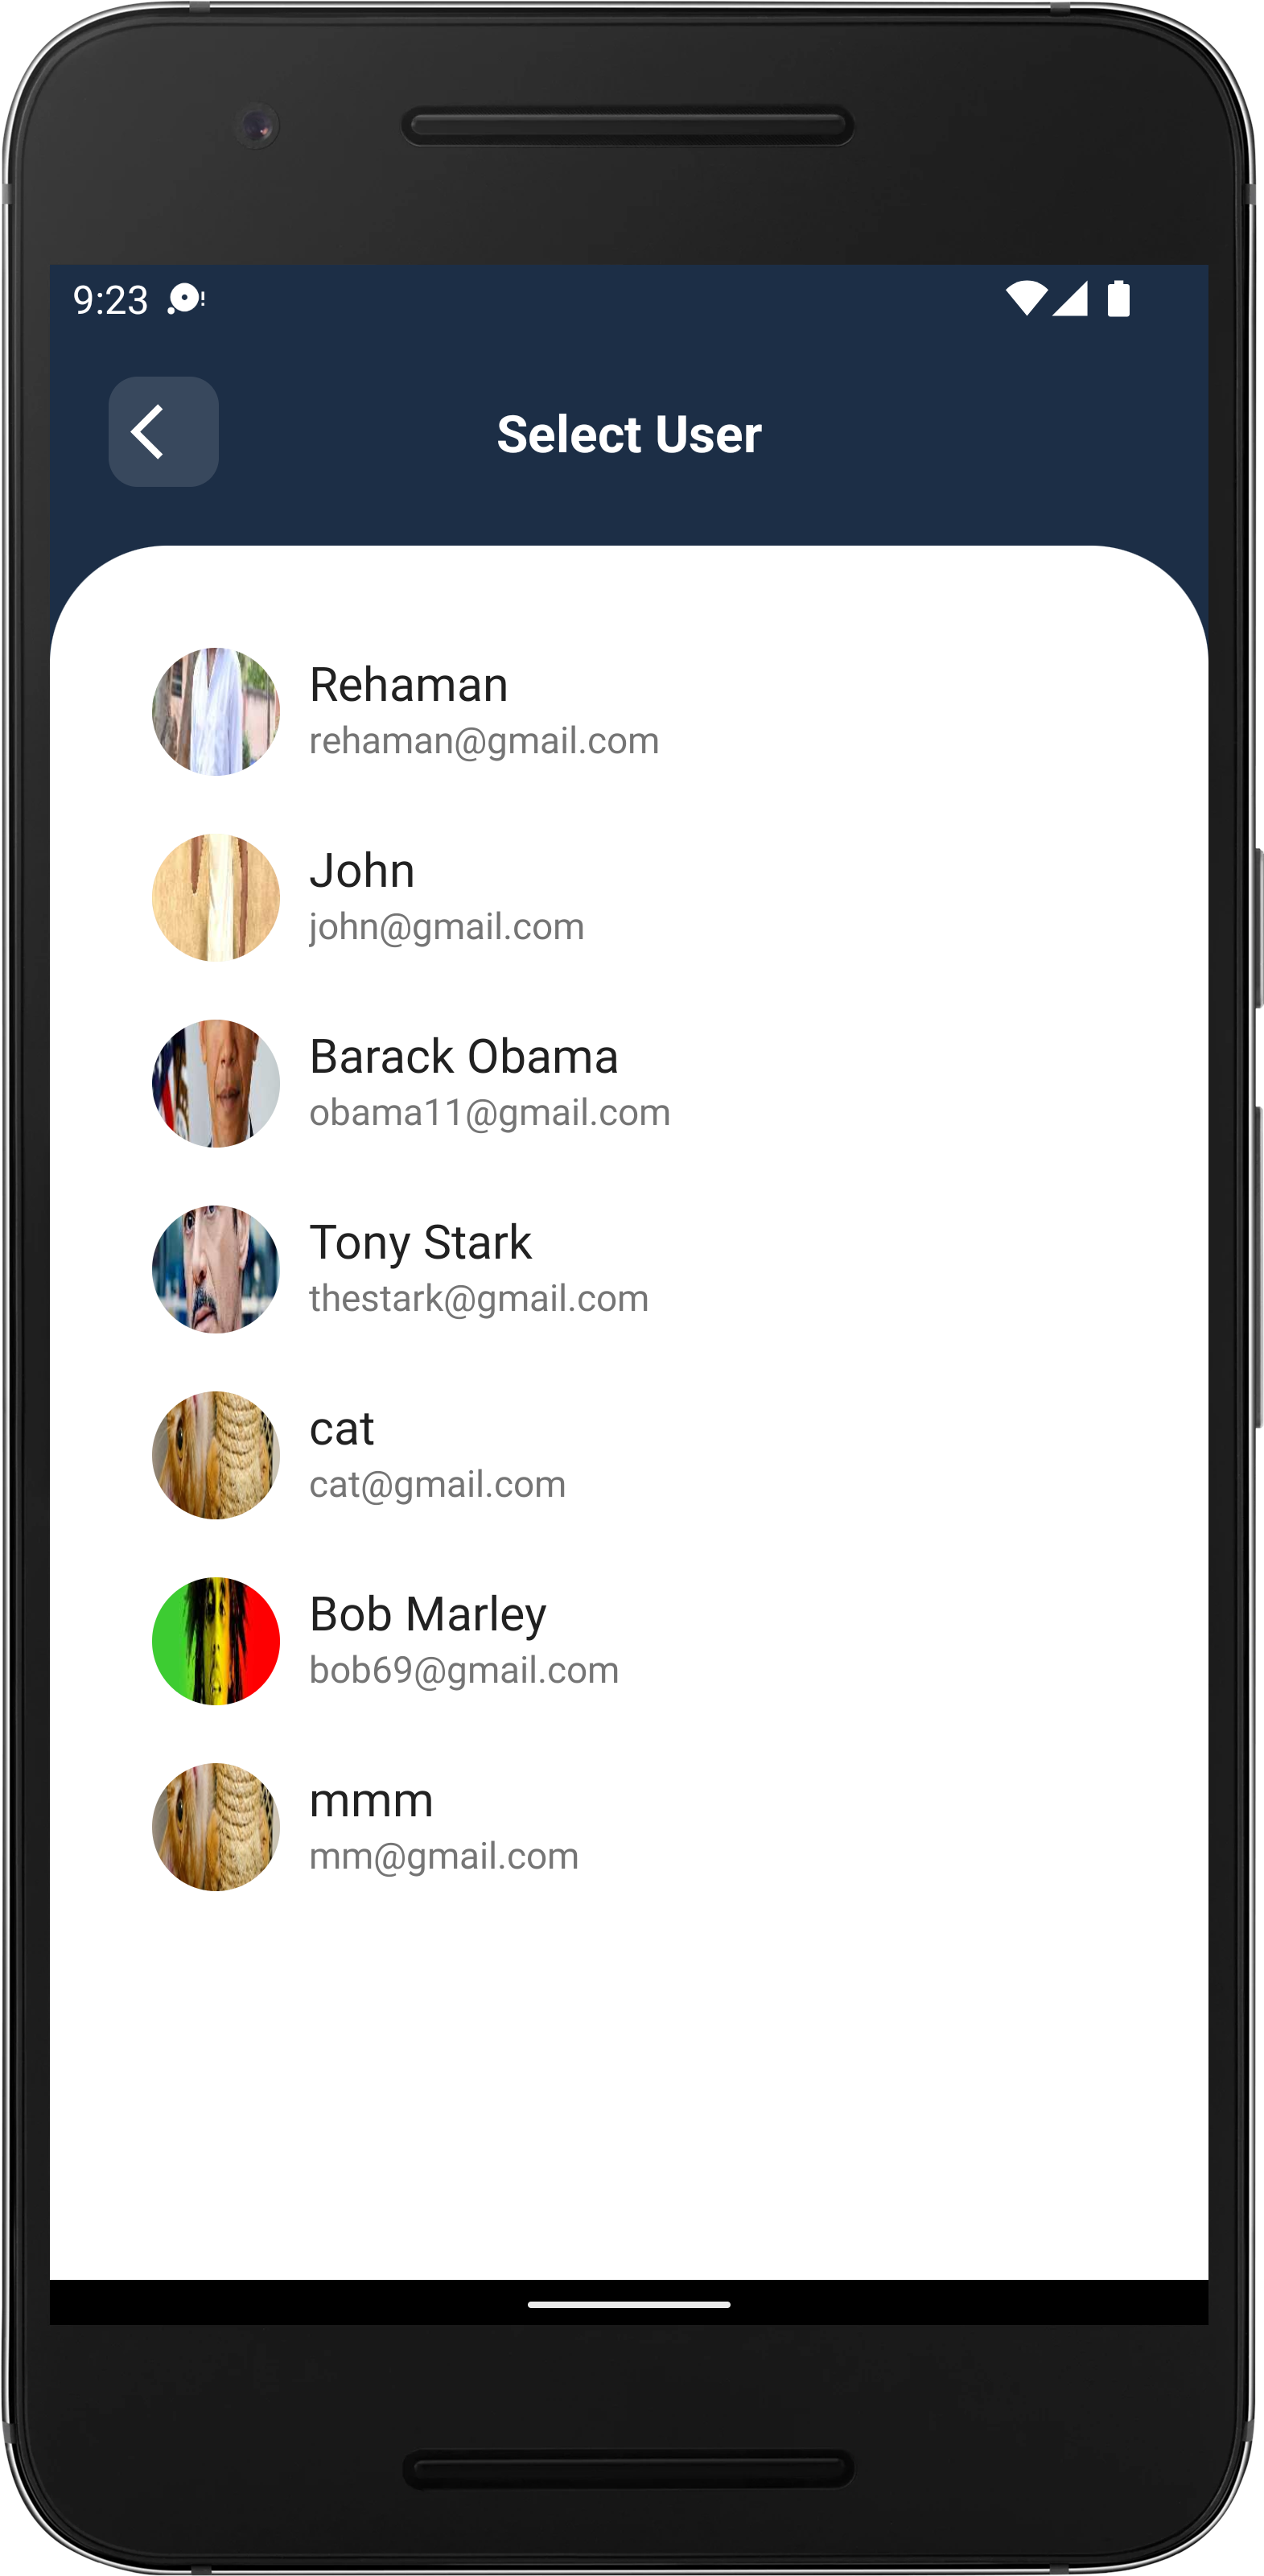 9:23
Select User
Rehaman
rehaman@gmail.com
John
john@gmail.com
Barack Obama
obama11@gmail.com
Tony Stark
thestark@gmail.com
cat
cat@gmail.com
Bob Marley
bob69@gmail.com
mmm
mm@gmail.com